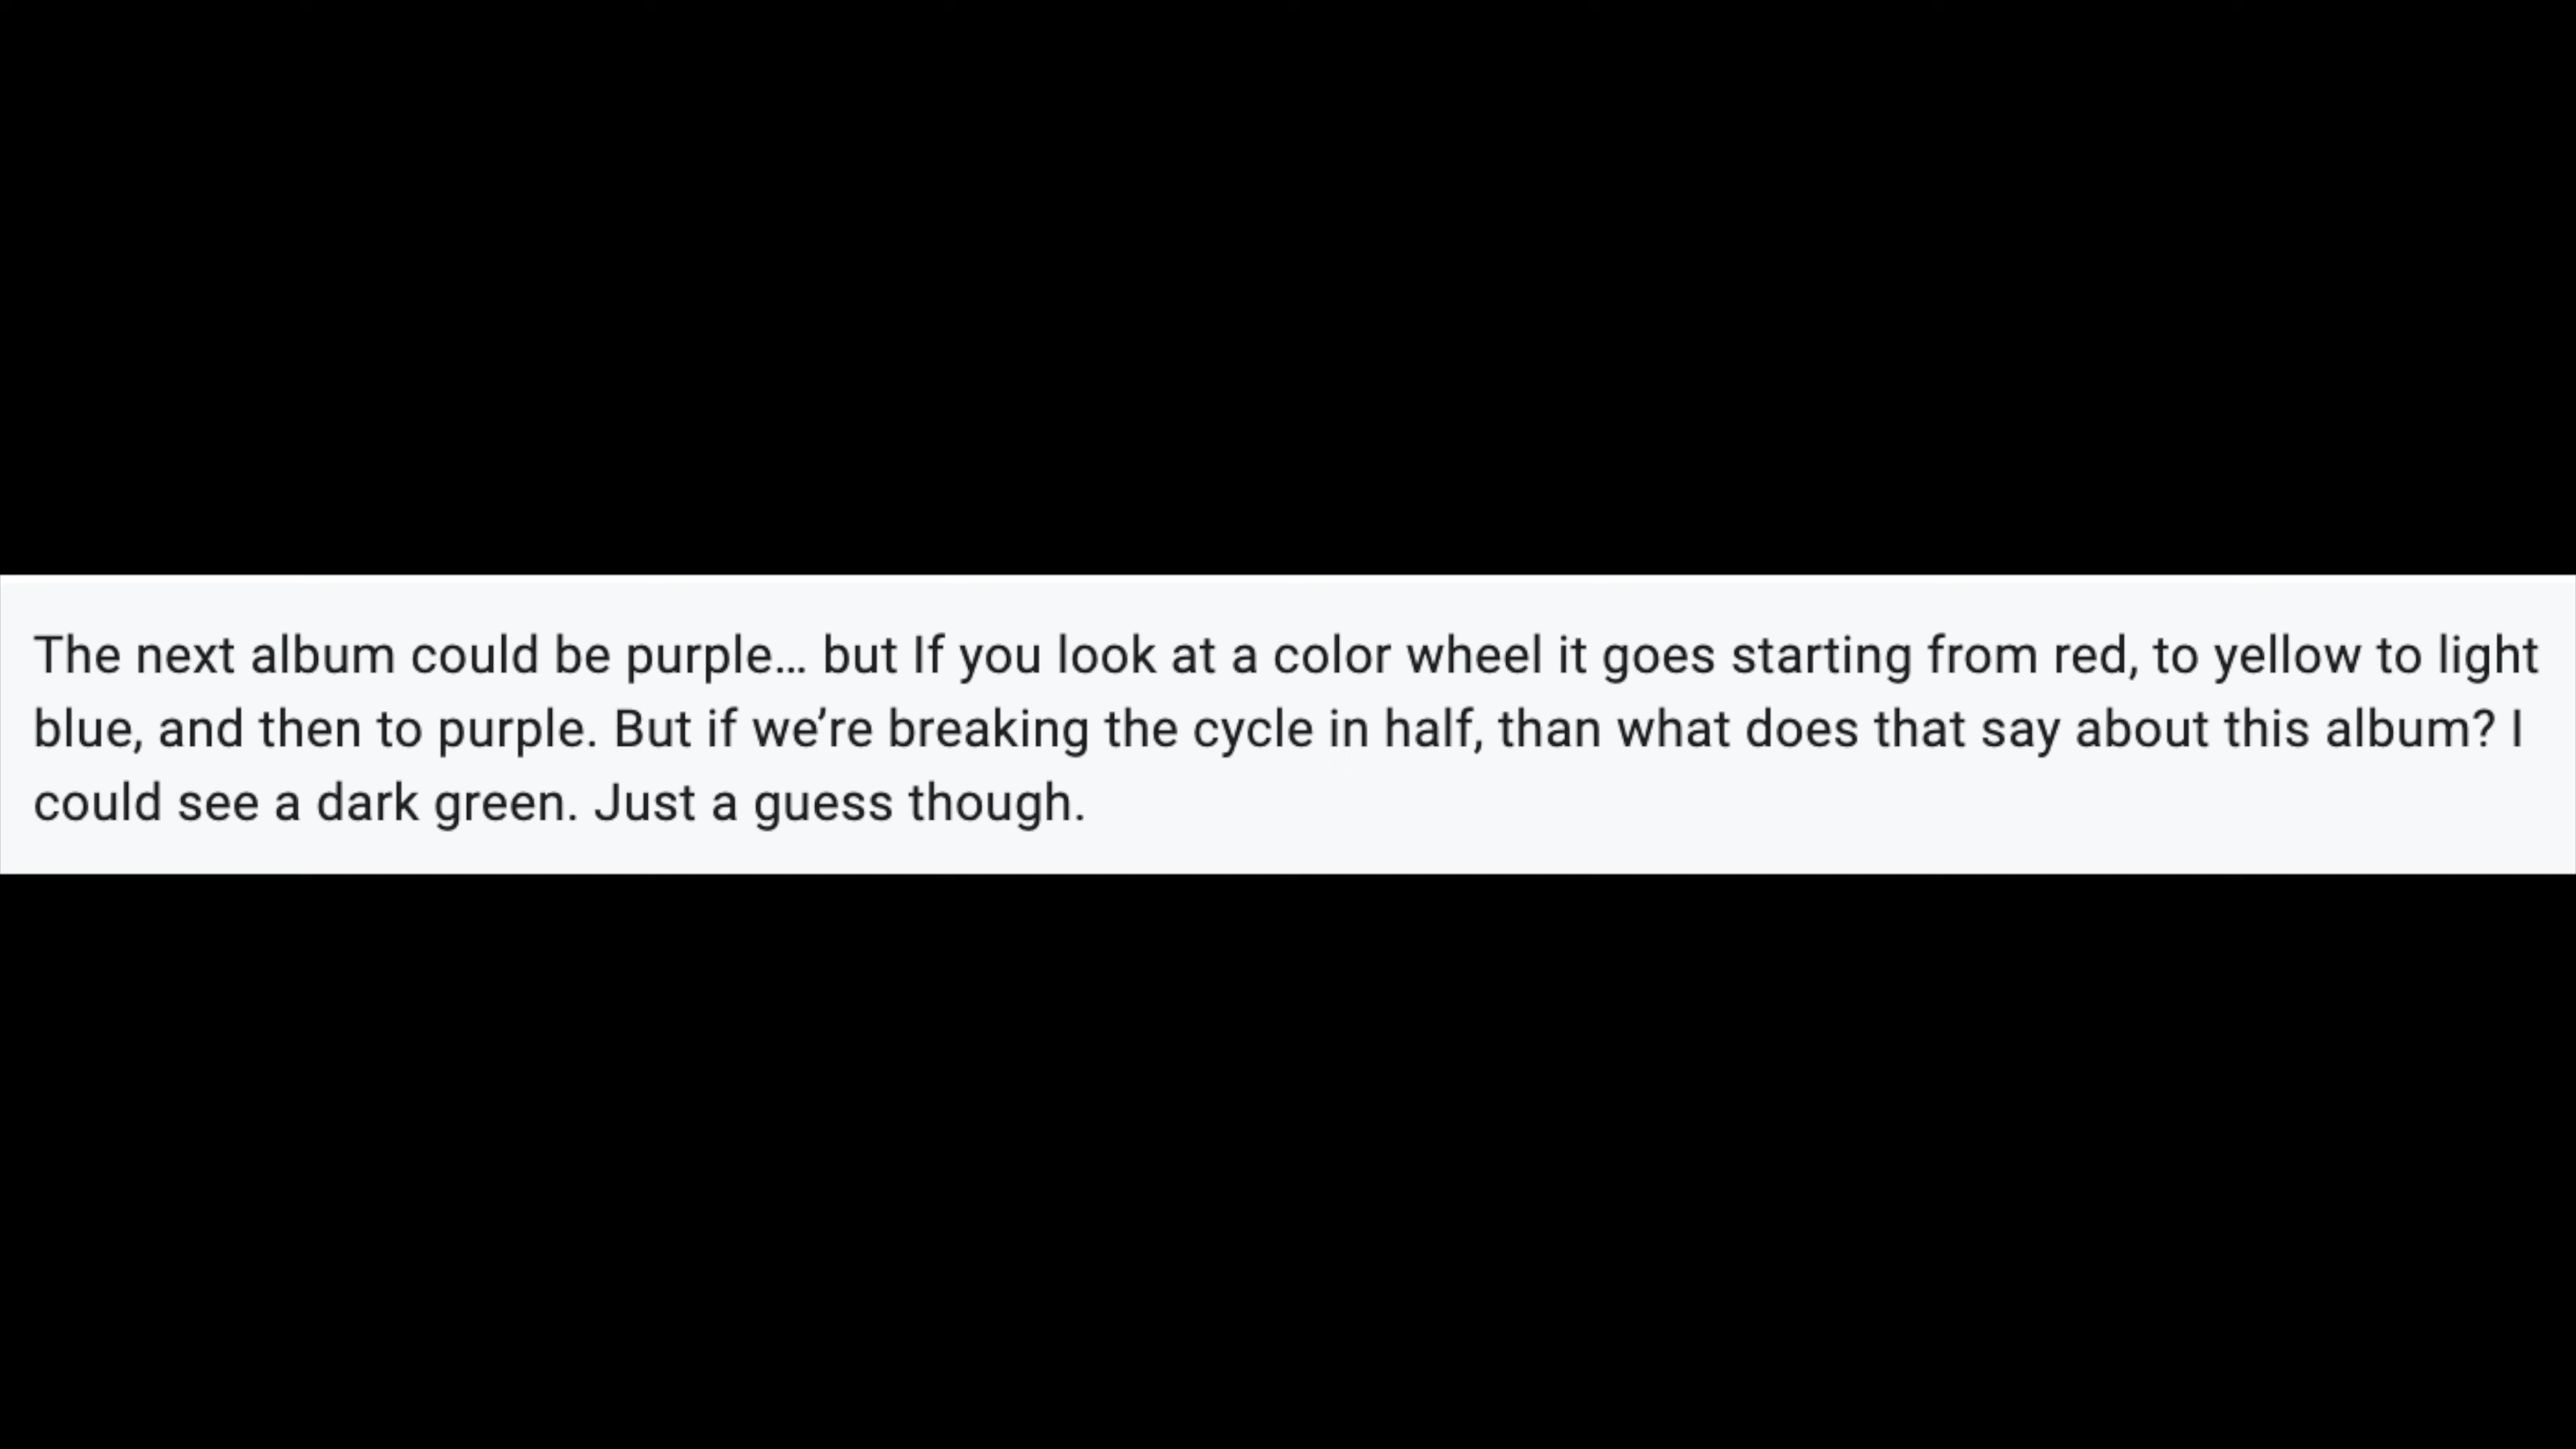 The next album could be purple... but If you look at a color wheel it goes starting from red, to yellow to light
blue, and then to purple. But if we’re breaking the cycle in half, than what does that say about this album? I
could see a dark green. Just a guess though.